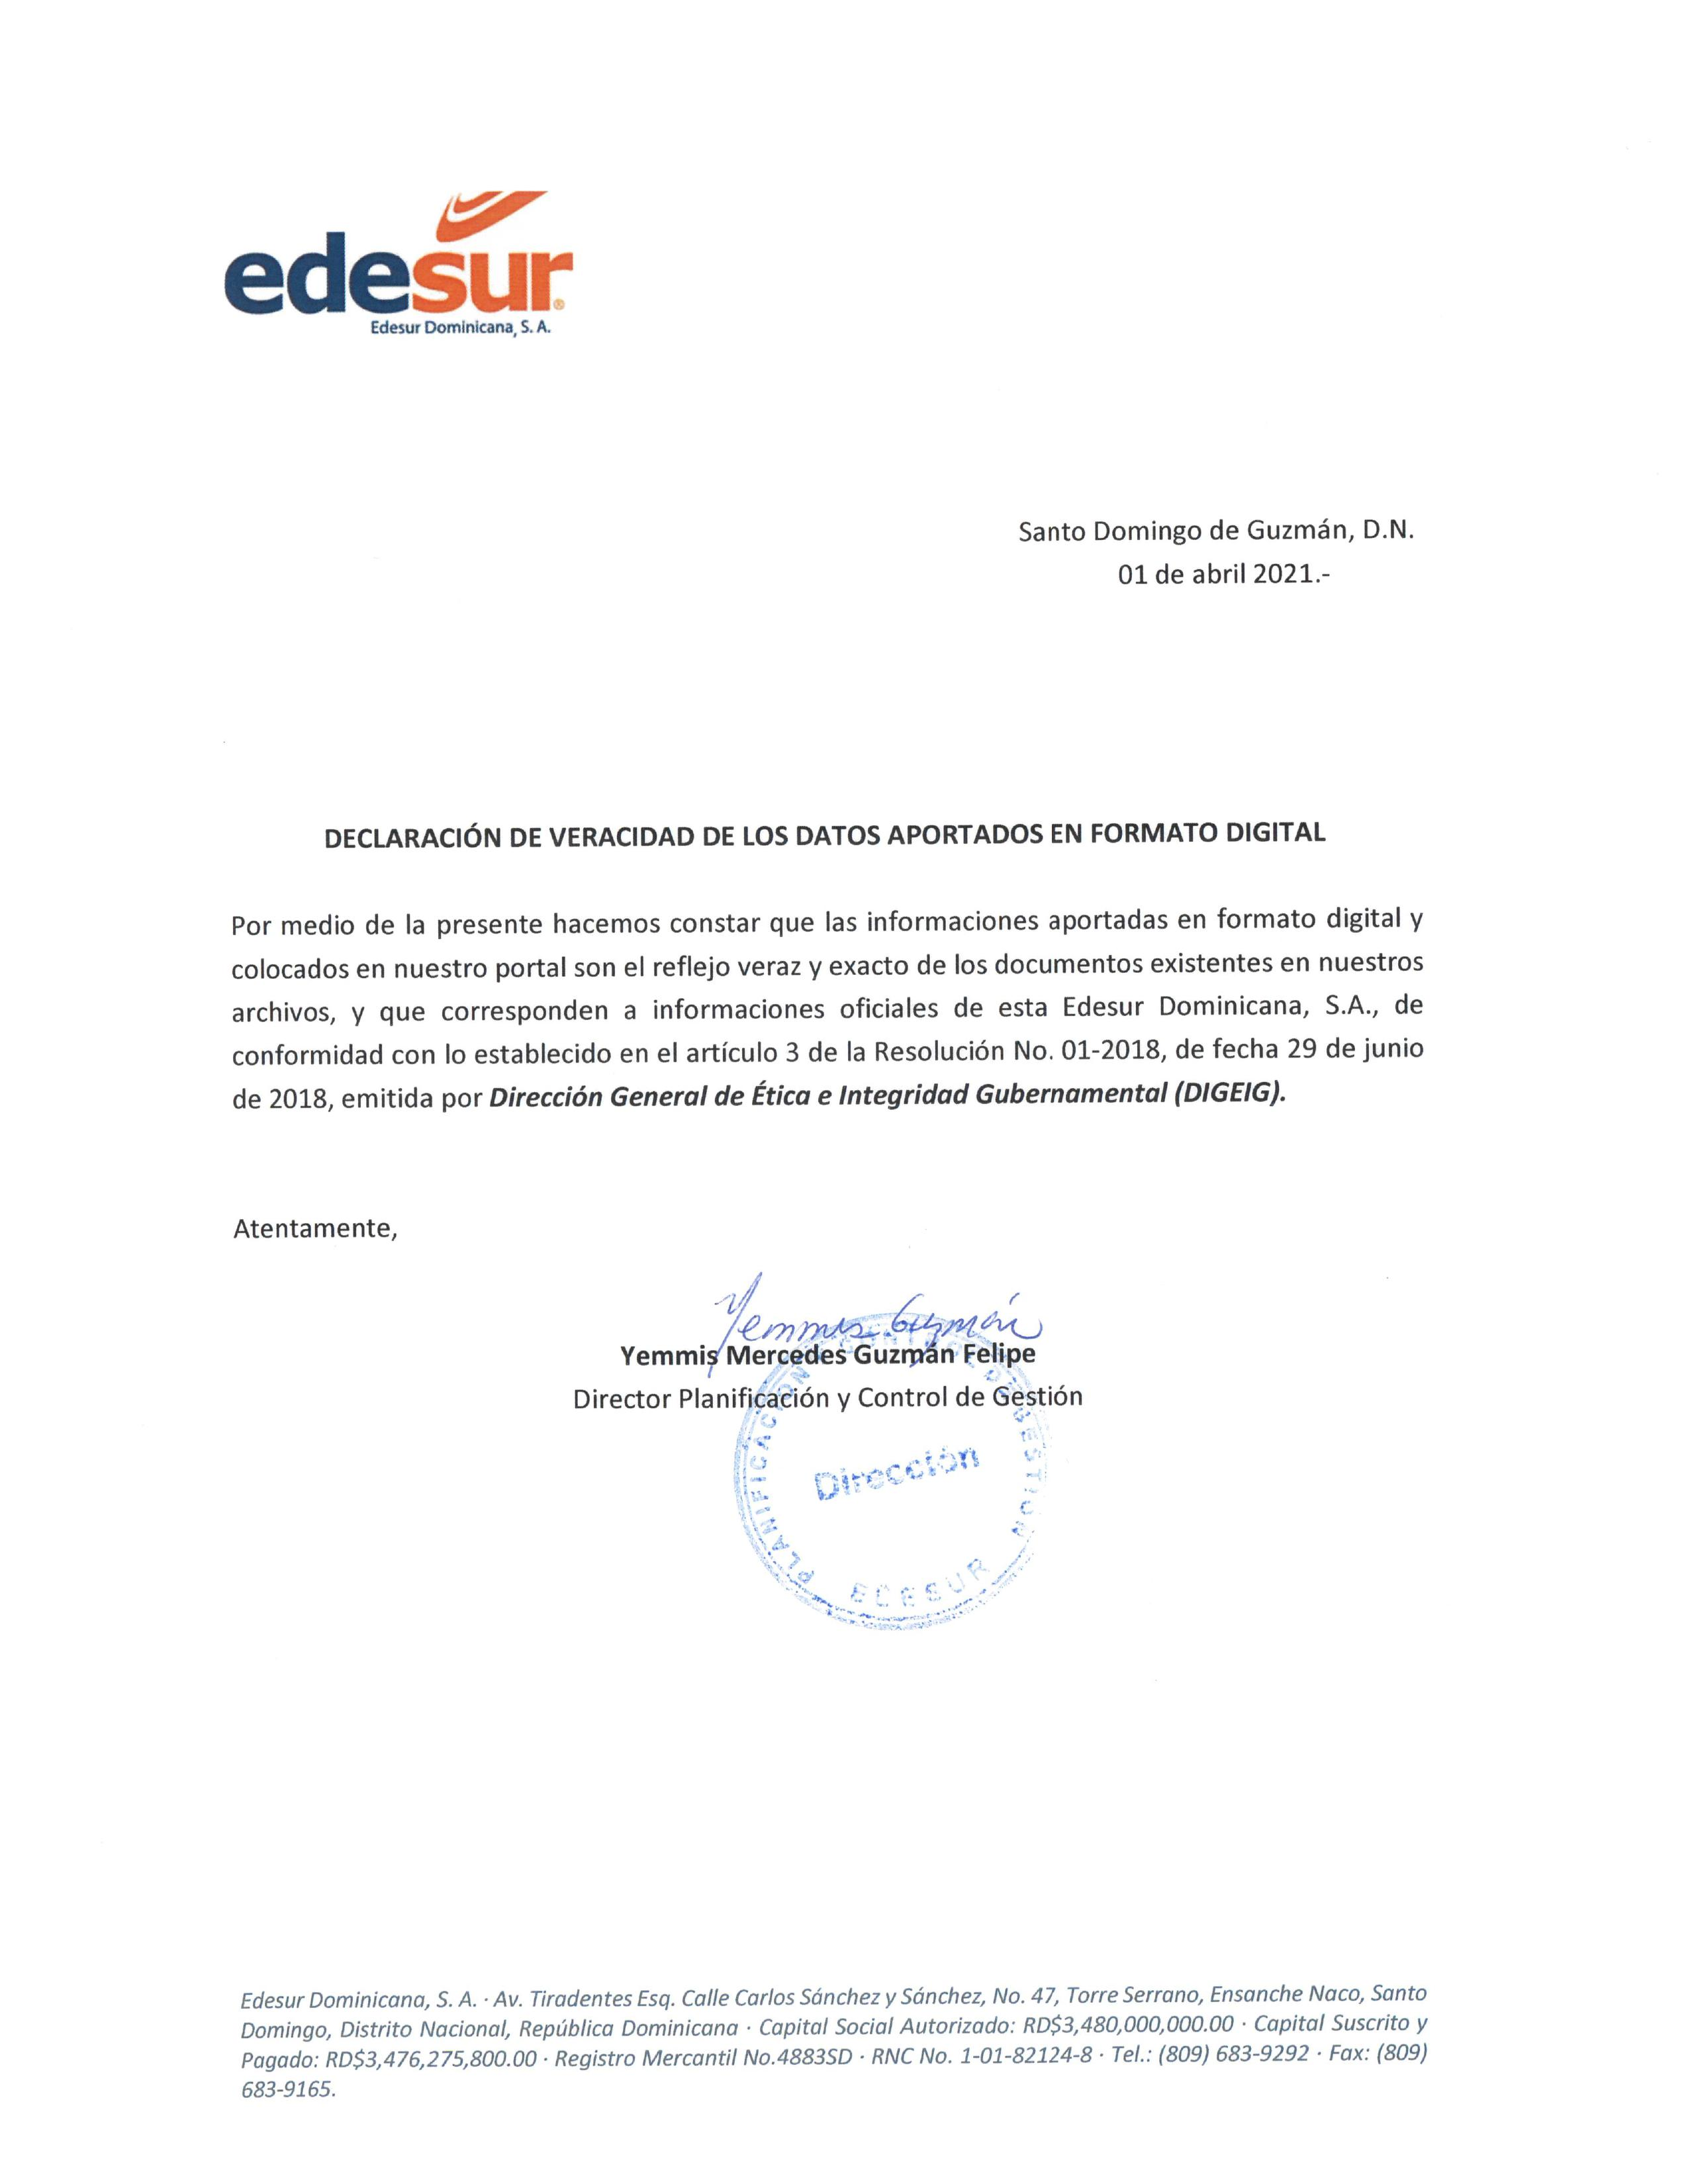 edesur®
Edesur Dominicana, S. A.
Santo Domingo de Guzmán, D.N.
01 de abril 2021.-
DECLARACIÓN DE VERACIDAD DE LOS DATOS APORTADOS EN FORMATO DIGITAL
Por medio de la presente hacemos constar que las informaciones aportadas en formato digital y
colocados en nuestro portal son el reflejo veraz y exacto de los documentos existentes en nuestros
archivos, y que corresponden a informaciones oficiales de esta Edesur Dominicana, S.A., de
conformidad con lo establecido en el artículo 3 de la Resolución No. 01-2018, de fecha 29 de junio
de 2018, emitida por Dirección General de Ética e Integridad Gubernamental (DIGEIG).
Atentamente,
Yemmis Guzmán
Yemmis Mercedes Guzmán Felipe
Director Planificación y Control de Gestión
PLANIFICACION Y CONTROL DE GESTION
Dirección
EDESUR
Edesur Dominicana, S. A. · Av. Tiradentes Esq. Calle Carlos Sánchez y Sánchez, No. 47, Torre Serrano, Ensanche Naco, Santo
Domingo, Distrito Nacional, República Dominicana · Capital Social Autorizado: RD$3,480,000,000.00 · Capital Suscrito y
Pagado: RD$3,476,275,800.00 · Registro Mercantil No.4883SD · RNC No. 1-01-82124-8 · Tel.: (809) 683-9292 · Fax: (809)
683-9165.